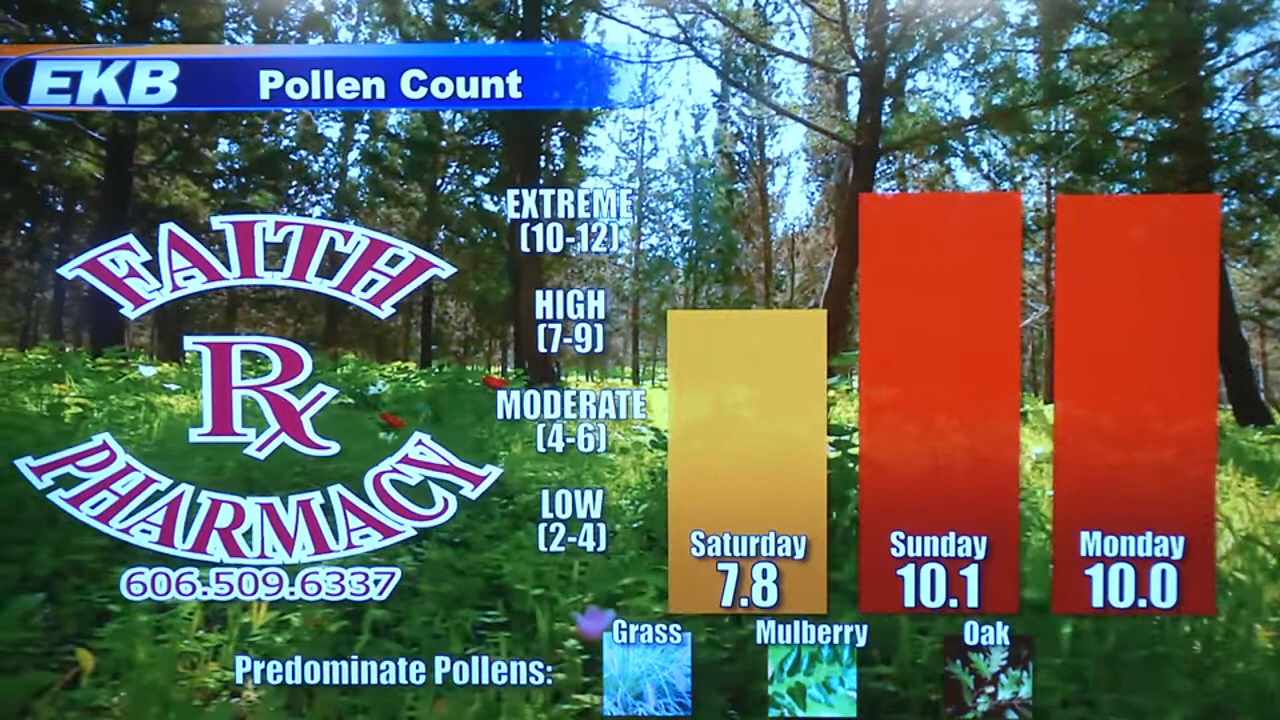 EKB
Pollen Count
FAITH
Rx
PHARMACY
606.509.6337
EXTREME
(10-12)
HIGH
(7-9)
MODERATE
(4-6)
LOW
(2-4)
Saturday
7.8
Sunday
10.1
Monday
10.0
Predominate Pollens:
Grass
Mulberry
Oak